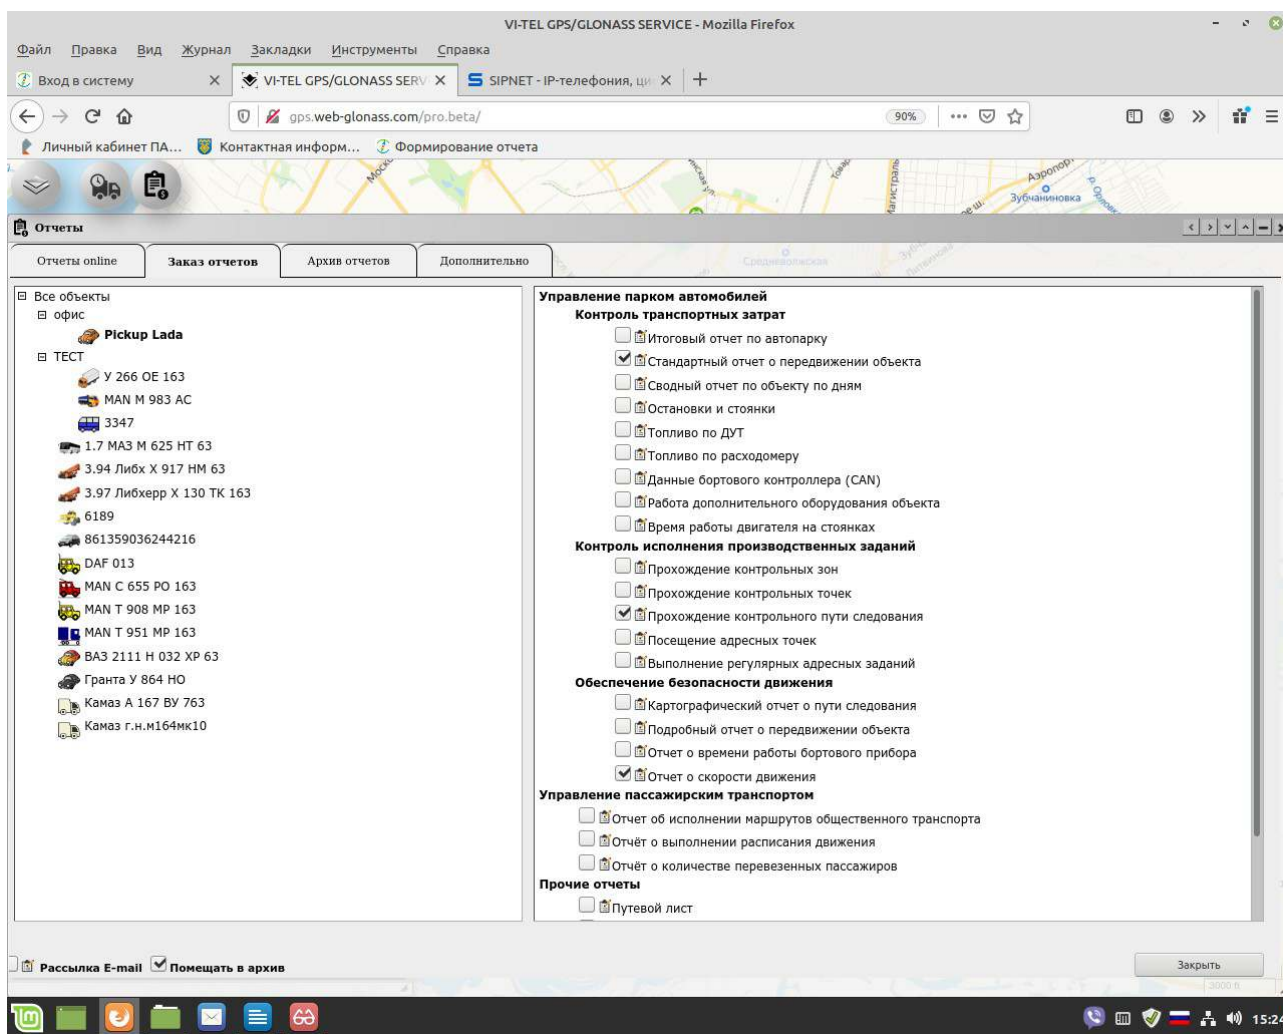 VI-TEL GPS/GLONASS SERVICE - Mozilla Firefox
Файл Правка Вид Журнал Закладки Инструменты Справка
Вход в систему VI-TEL GPS/GLONASS SERV SIPNET - IP-телефония, ци
gps.web-glonass.com/pro.beta/ 90%
Личный кабинет ПА... Контактная информ... Формирование отчета
Зубчаниновка
Отчеты
Отчеты online Заказ отчетов Архив отчетов Дополнительно
Средневолжская
Все объекты
офис
Pickup Lada
ТЕСТ
У 266 ОЕ 163
MAN M 983 AC
3347
1.7 МАЗ М 625 НТ 63
3.94 Либх Х 917 НМ 63
3.97 Либхерр Х 130 ТК 163
6189
861359036244216
DAF 013
MAN С 655 РО 163
MAN Т 908 МР 163
MAN Т 951 МР 163
ВАЗ 2111 Н 032 ХР 63
Гранта У 864 НО
Камаз А 167 ВУ 763
Камаз г.н.м164мк10
Управление парком автомобилей
Контроль транспортных затрат
Итоговый отчет по автопарку
Стандартный отчет о передвижении объекта
Сводный отчет по объекту по дням
Остановки и стоянки
Топливо по ДУТ
Топливо по расходомеру
Данные бортового контроллера (CAN)
Работа дополнительного оборудования объекта
Время работы двигателя на стоянках
Контроль исполнения производственных заданий
Прохождение контрольных зон
Прохождение контрольных точек
Прохождение контрольного пути следования
Посещение адресных точек
Выполнение регулярных адресных заданий
Обеспечение безопасности движения
Картографический отчет о пути следования
Подробный отчет о передвижении объекта
Отчет о времени работы бортового прибора
Отчет о скорости движения
Управление пассажирским транспортом
Отчет об исполнении маршрутов общественного транспорта
Отчёт о выполнении расписания движения
Отчёт о количестве перевезенных пассажиров
Прочие отчеты
Путевой лист
Рассылка E-mail Помещать в архив
Закрыть
3000 ft
15:24